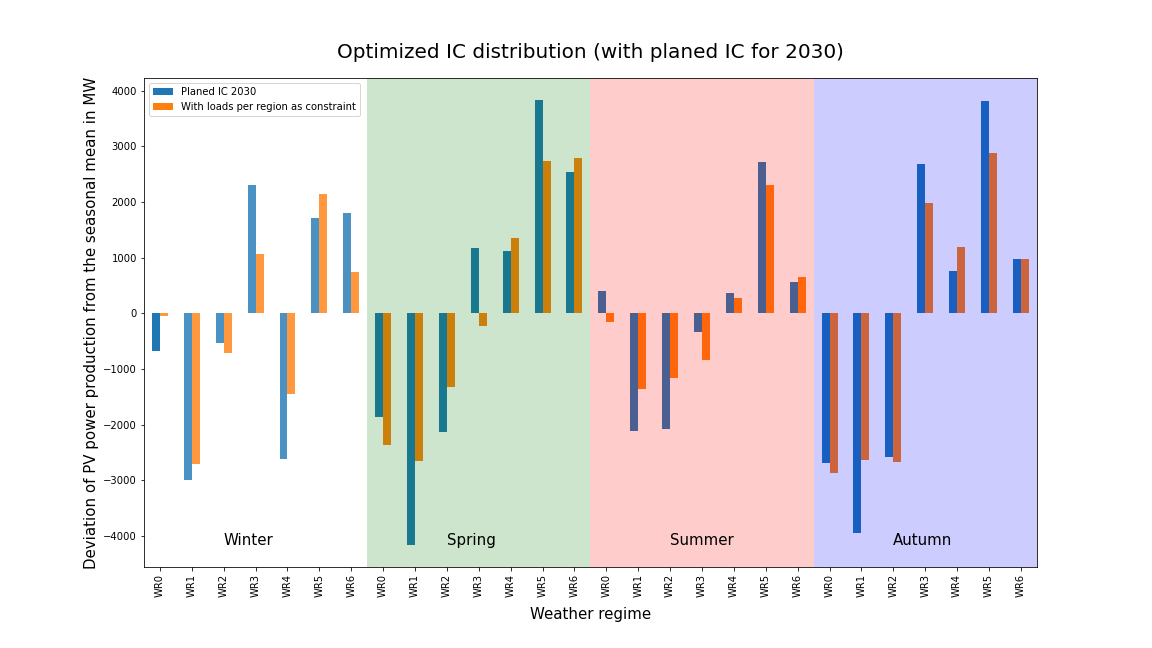 Optimized IC distribution (with planed IC for 2030)
Planed IC 2030
With loads per region as constraint
Deviation of PV power production from the seasonal mean in MW
4000
3000
2000
1000
0
−1000
−2000
−3000
−4000
Winter
Spring
Summer
Autumn
WR0 WR1 WR2 WR3 WR4 WR5 WR6 WR0 WR1 WR2 WR3 WR4 WR5 WR6 WR0 WR1 WR2 WR3 WR4 WR5 WR6 WR0 WR1 WR2 WR3 WR4 WR5 WR6
Weather regime